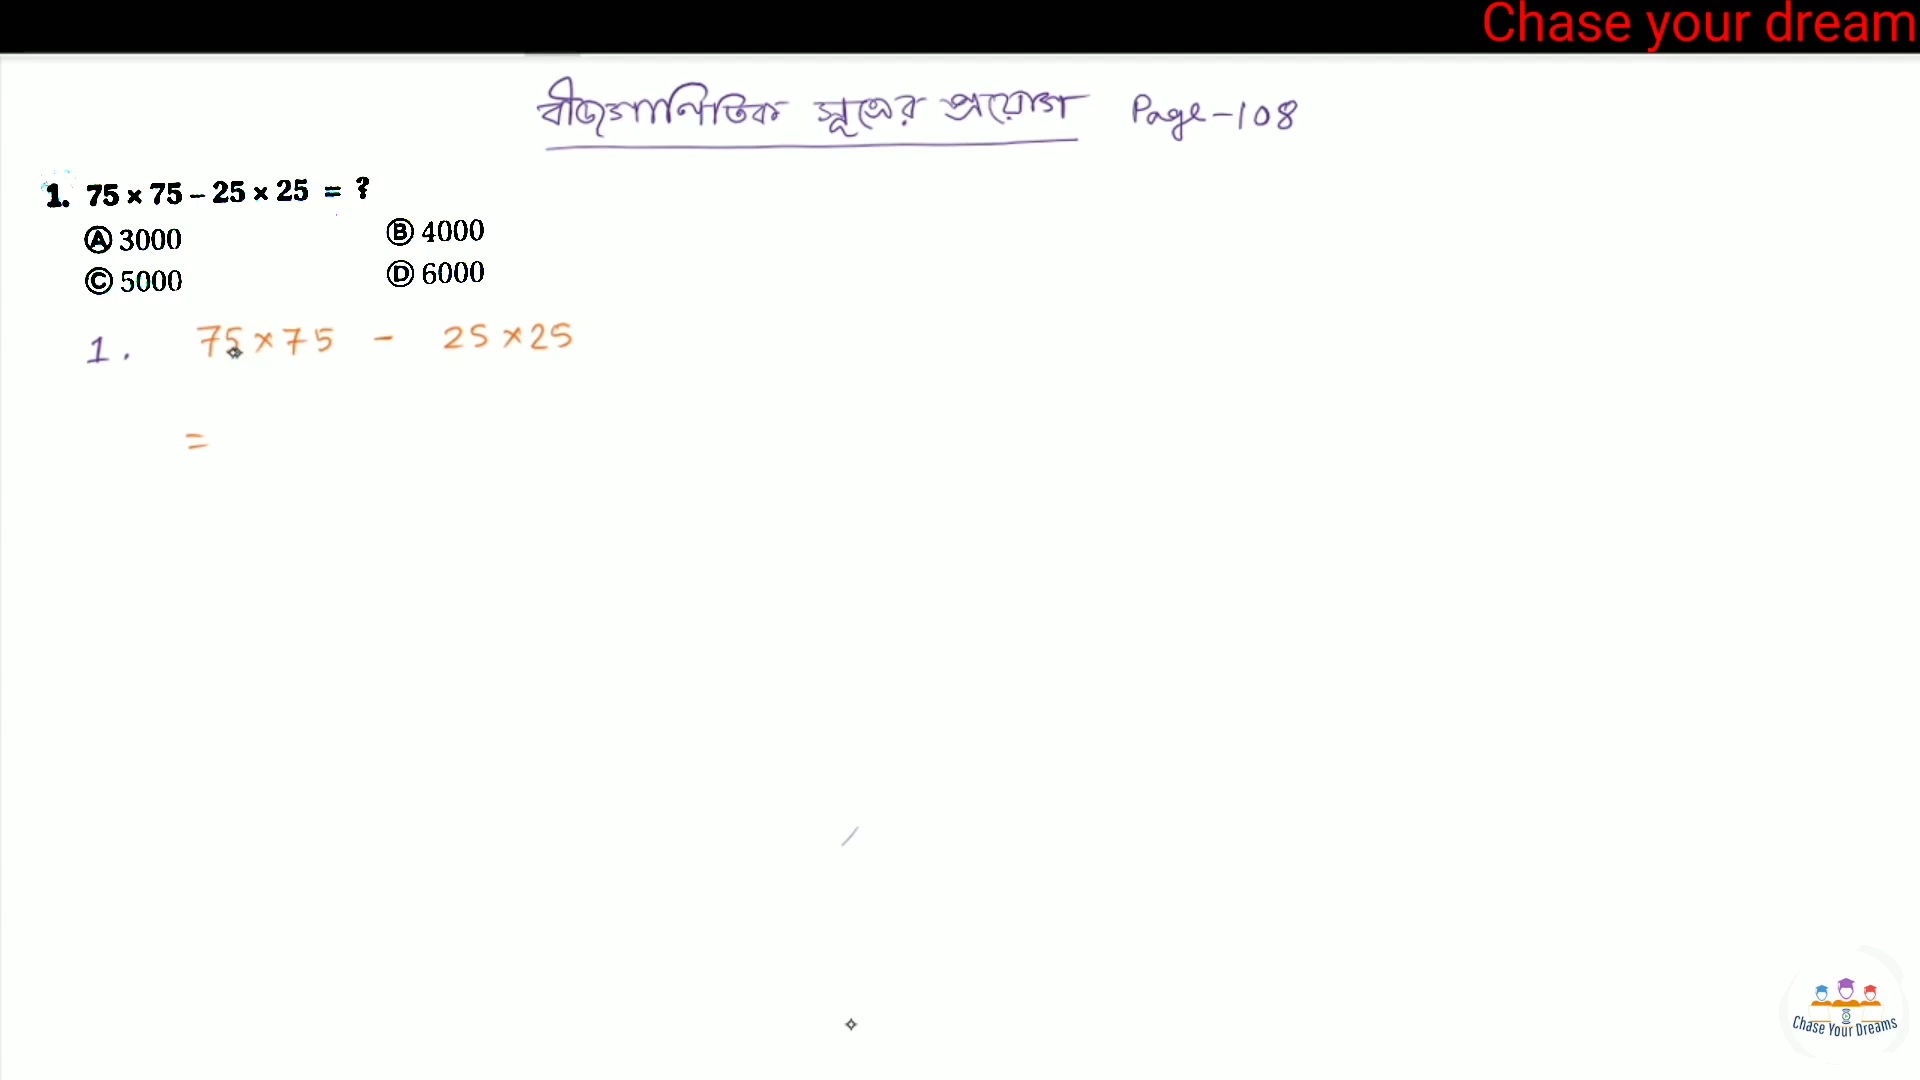 Chase your dream
বীজগাণিতিক সূত্রের প্রয়োগ Page-108
1. 75 × 75 – 25 × 25 = ?
Ⓐ 3000 Ⓑ 4000
Ⓒ 5000 Ⓓ 6000
1. 75×75 - 25×25
=
Chase Your Dreams